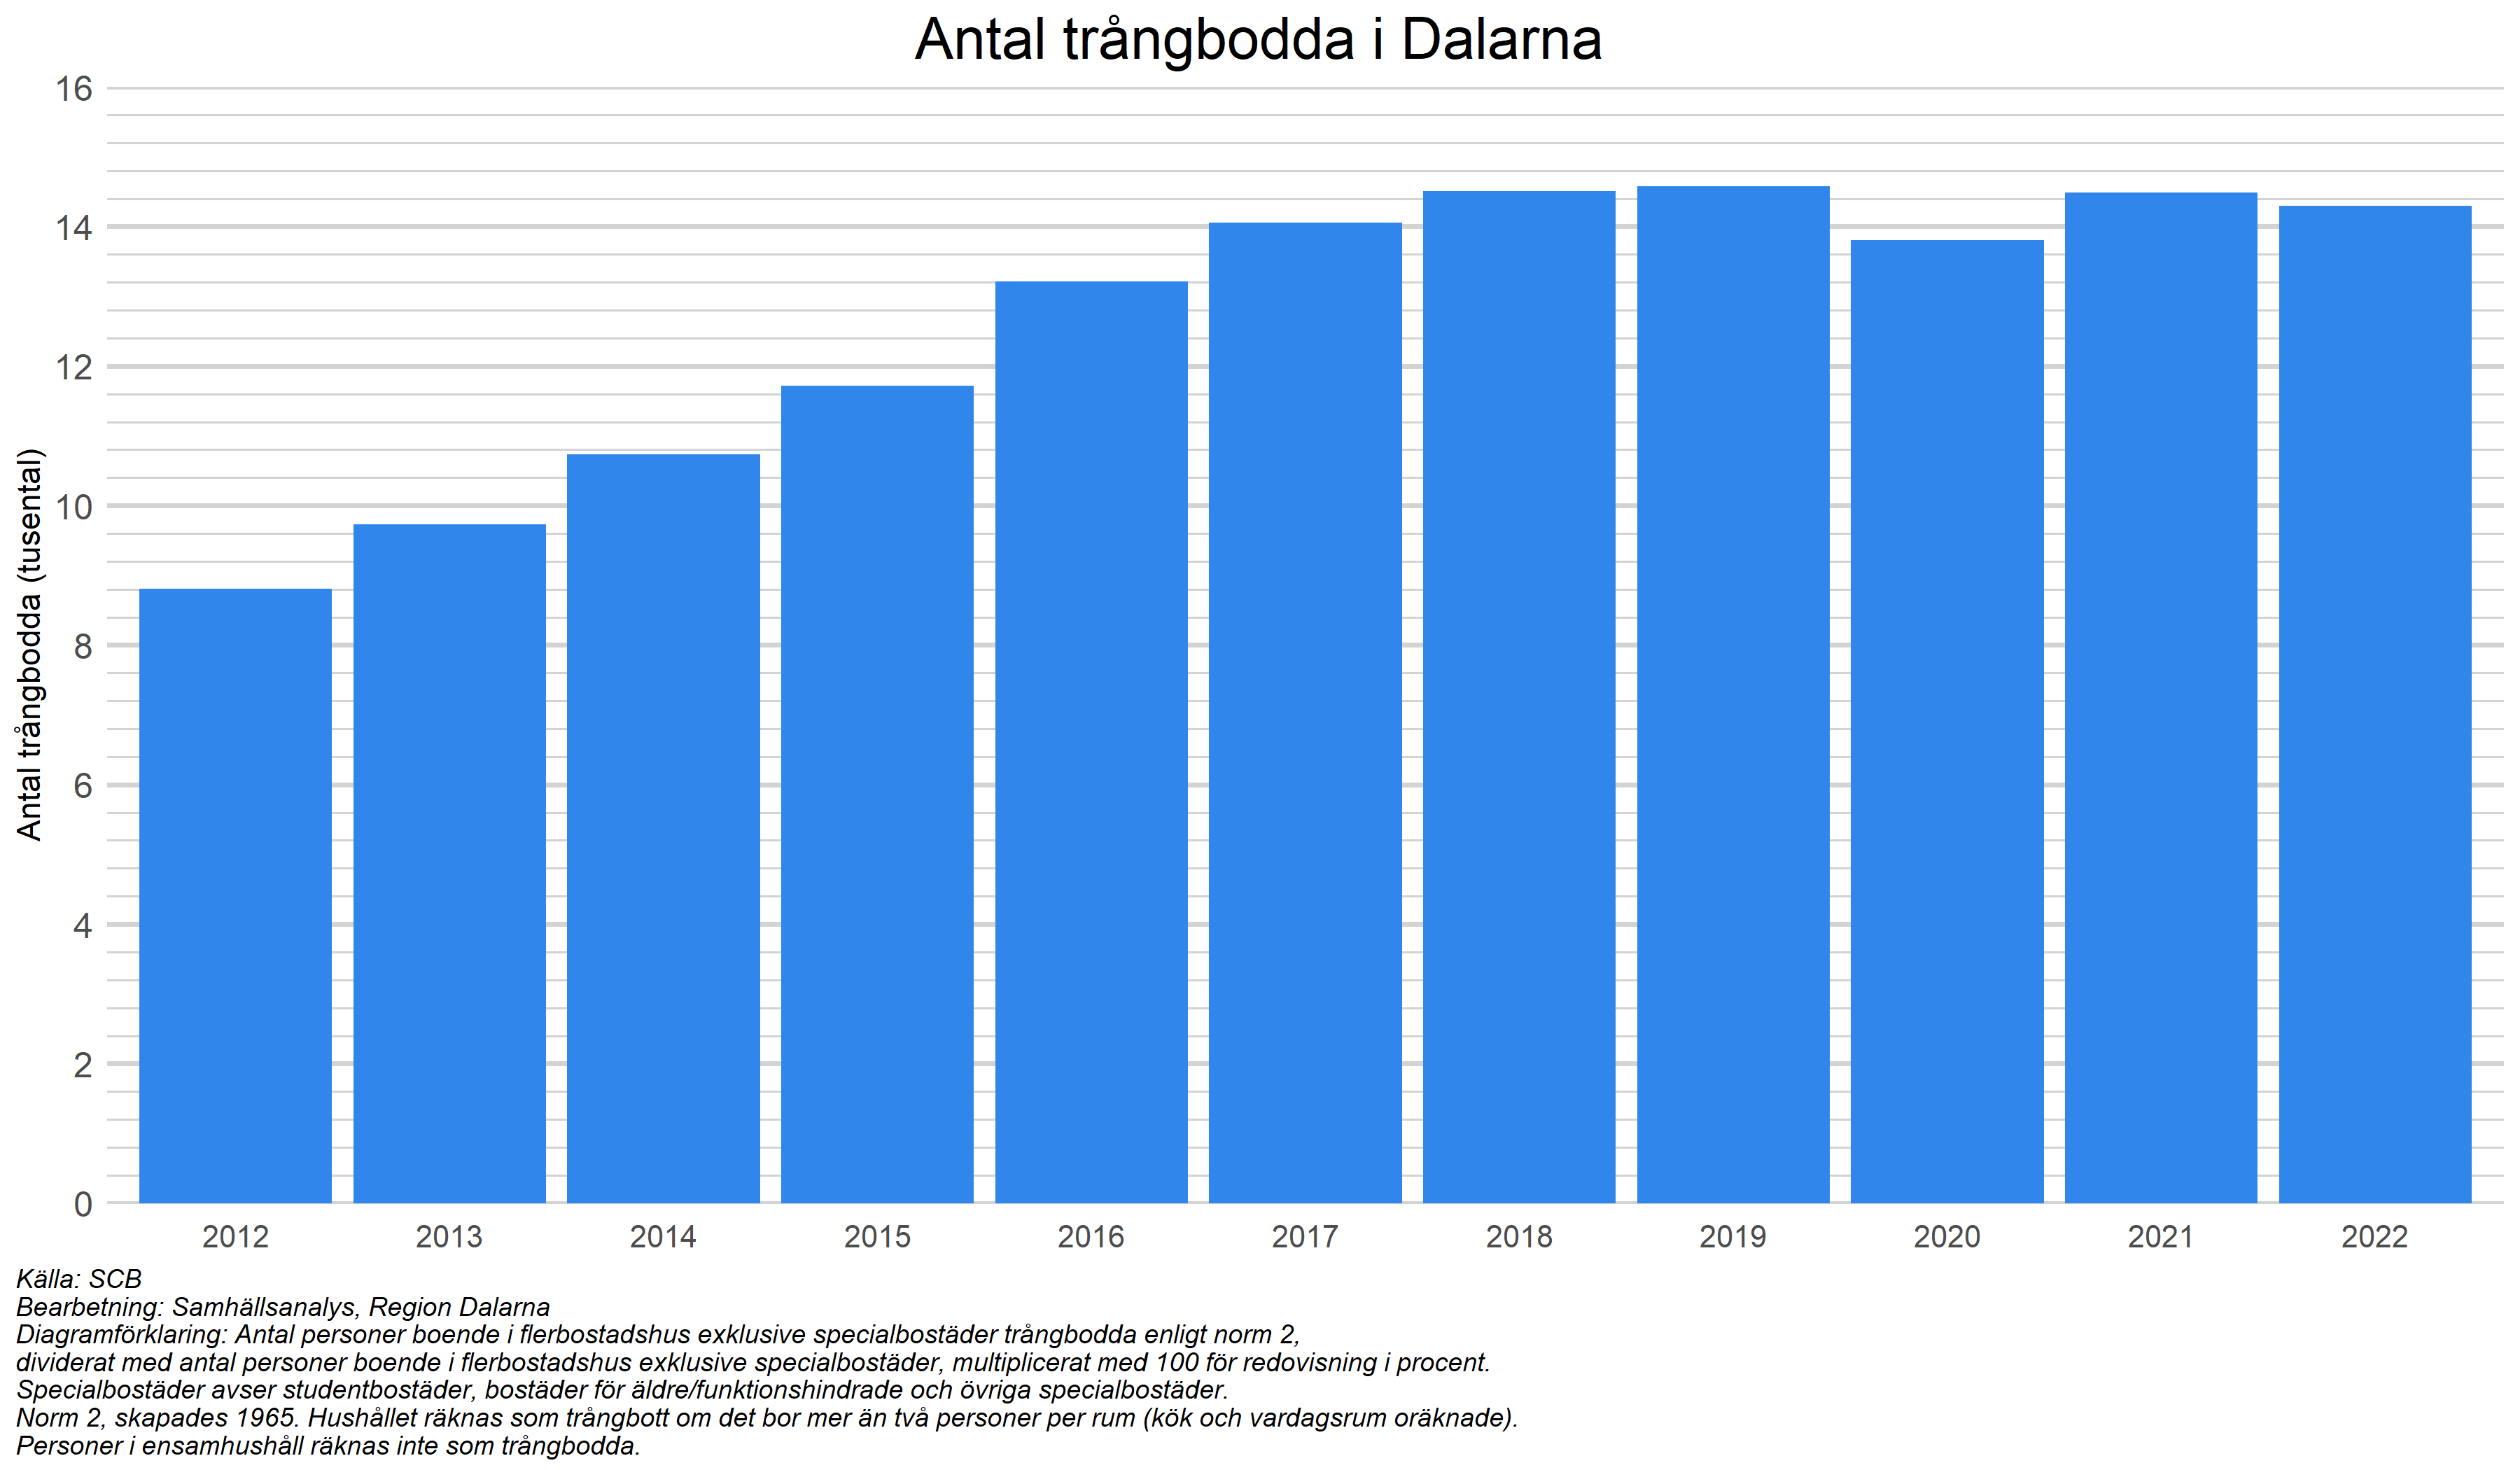 Antal trångbodda i Dalarna
Antal trångbodda (tusental)
16
14
12
10
8
6
4
2
0
2012 2013 2014 2015 2016 2017 2018 2019 2020 2021 2022
Källa: SCB
Bearbetning: Samhällsanalys, Region Dalarna
Diagramförklaring: Antal personer boende i flerbostadshus exklusive specialbostäder trångbodda enligt norm 2,
dividerat med antal personer boende i flerbostadshus exklusive specialbostäder, multiplicerat med 100 för redovisning i procent.
Specialbostäder avser studentbostäder, bostäder för äldre/funktionshindrade och övriga specialbostäder.
Norm 2, skapades 1965. Hushållet räknas som trångbott om det bor mer än två personer per rum (kök och vardagsrum oräknade).
Personer i ensamhushåll räknas inte som trångbodda.